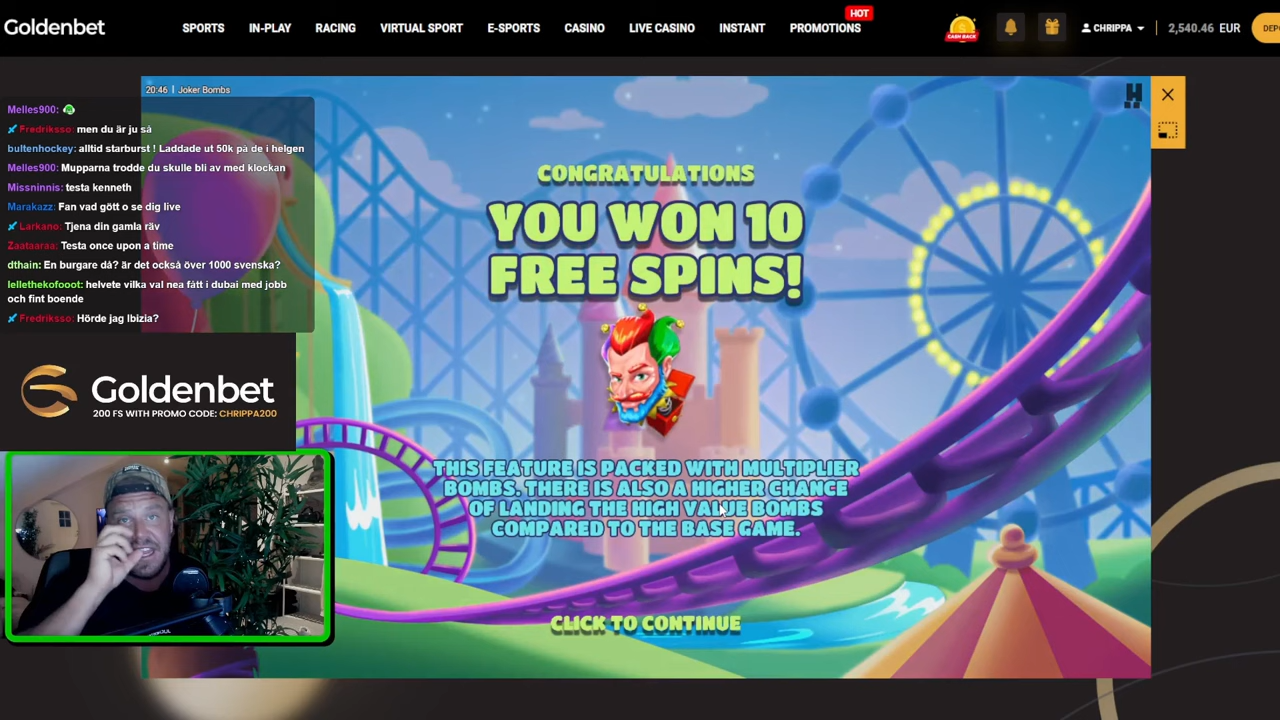 Goldenbet
SPORTS
IN-PLAY
RACING
VIRTUAL SPORT
E-SPORTS
CASINO
LIVE CASINO
INSTANT
PROMOTIONS
HOT
CASH BACK
CHRIPPA
2,540.46 EUR
DEP
20:46 | Joker Bombs
Melles900:
Fredriksso: men du är ju så
bultenhockey: alltid starburst ! Laddade ut 50k på de i helgen
Melles900: Mupparna trodde du skulle bli av med klockan
Missninnis: testa kenneth
Marakazz: Fan vad gött o se dig live
Larkano: Tjena din gamla räv
Zaataaraa: Testa once upon a time
dthain: En burgare då? är det också över 1000 svenska?
lellethekofooot: helvete vilka val nea fått i dubai med jobb
och fint boende
Fredriksso: Hörde jag Ibizia?
CONGRATULATIONS
YOU WON 10
FREE SPINS!
THIS FEATURE IS PACKED WITH MULTIPLIER
BOMBS. THERE IS ALSO A HIGHER CHANCE
OF LANDING THE HIGH VALUE BOMBS
COMPARED TO THE BASE GAME.
CLICK TO CONTINUE
Goldenbet
200 FS WITH PROMO CODE: CHRIPPA200